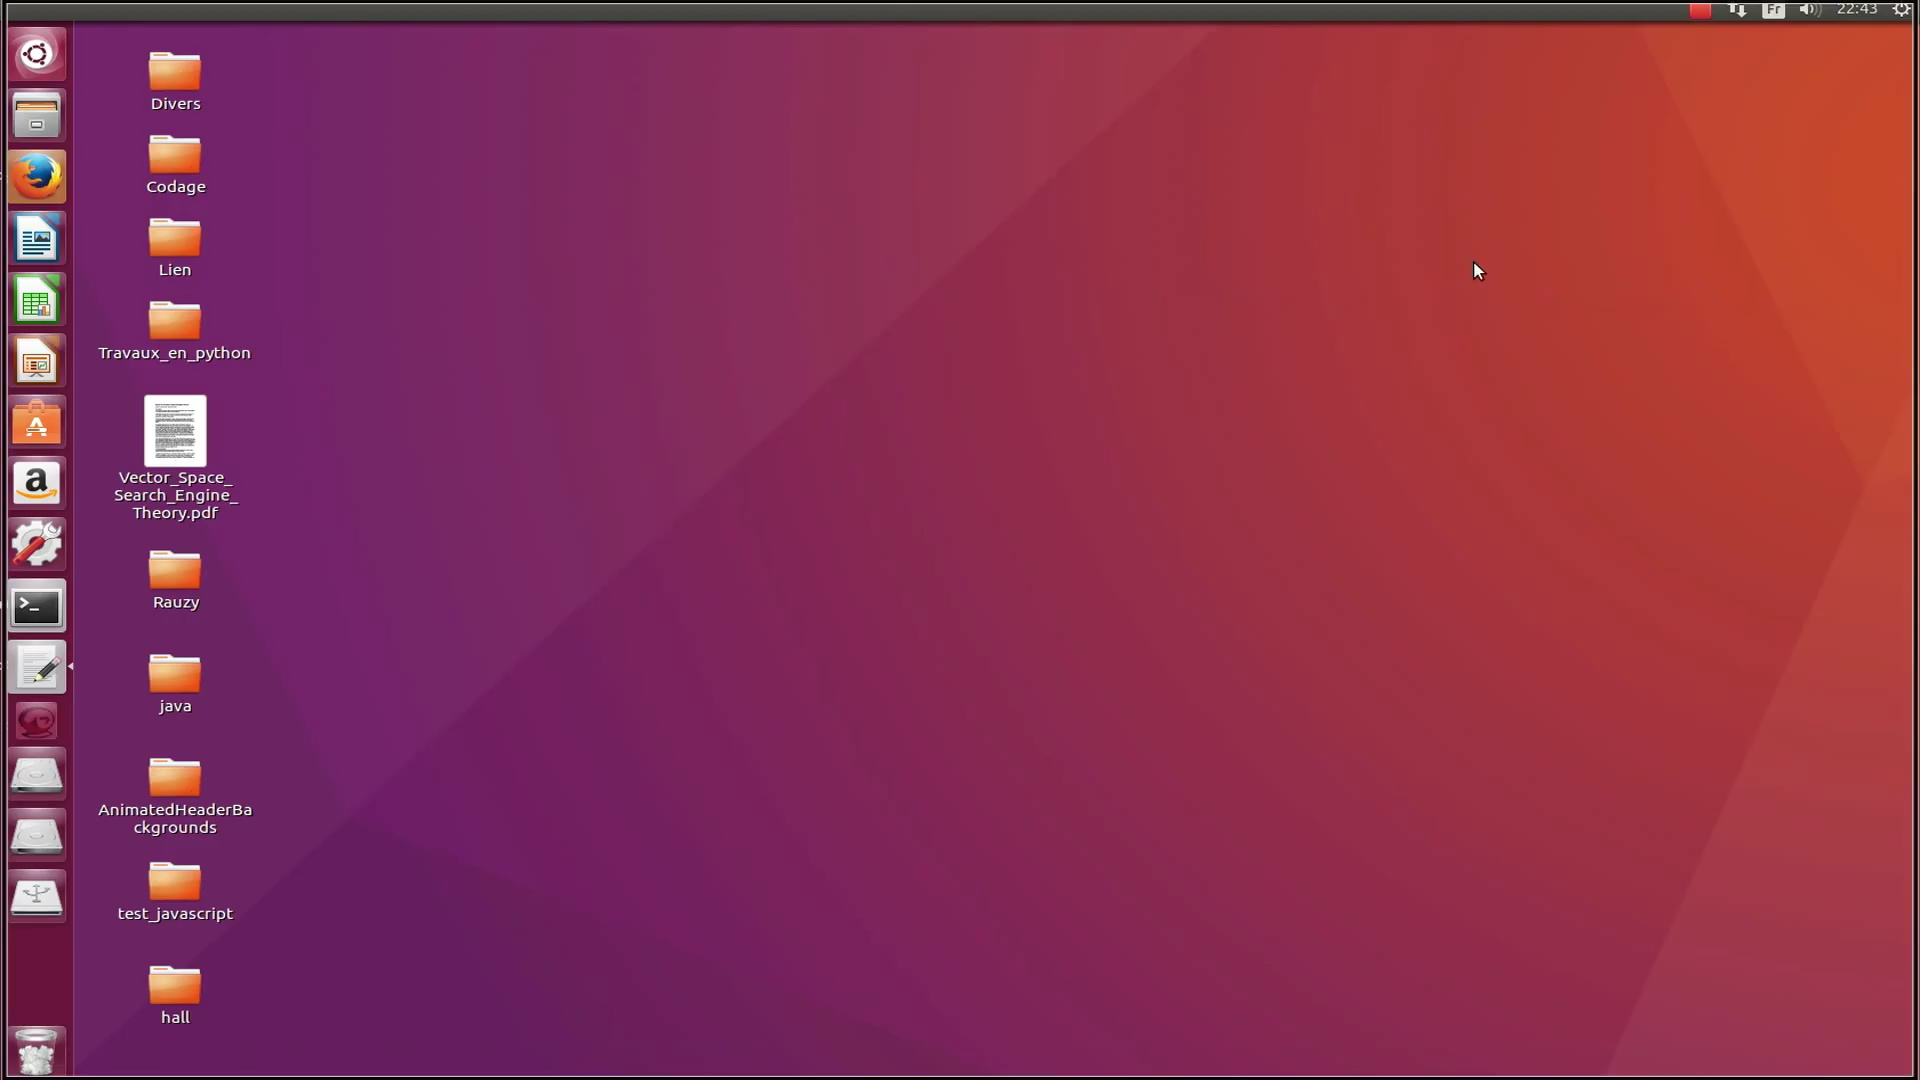 Fr 22:43
Divers
Codage
Lien
Travaux_en_python
Vector_Space_
Search_Engine_
Theory.pdf
Rauzy
java
AnimatedHeaderBa
ckgrounds
test_javascript
hall